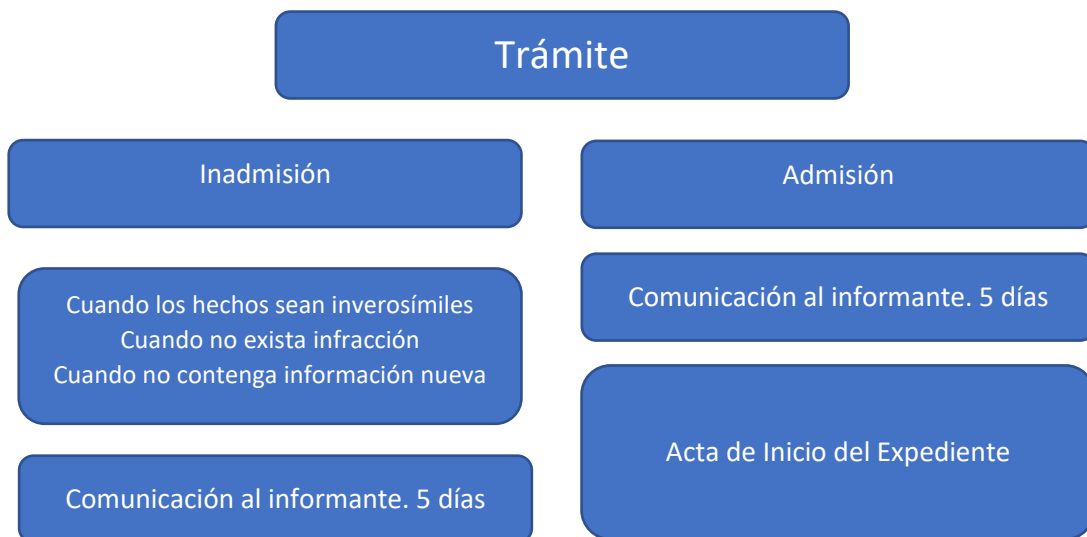 Trámite
Inadmisión
Cuando los hechos sean inverosímiles
Cuando no exista infracción
Cuando no contenga información nueva
Comunicación al informante. 5 días
Admisión
Comunicación al informante. 5 días
Acta de Inicio del Expediente